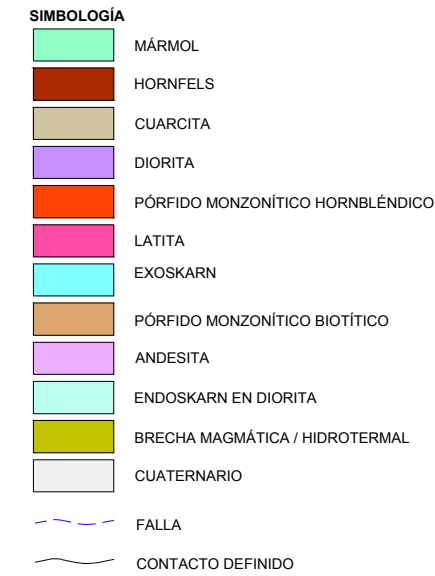 SIMBOLOGÍA
MÁRMOL
HORNFELS
CUARCITA
DIORITA
PÓRFIDO MONZONÍTICO HORNBLÉNDICO
LATITA
EXOSKARN
PÓRFIDO MONZONÍTICO BIOTÍTICO
ANDESITA
ENDOSKARN EN DIORITA
BRECHA MAGMÁTICA / HIDROTERMAL
CUATERNARIO
FALLA
CONTACTO DEFINIDO